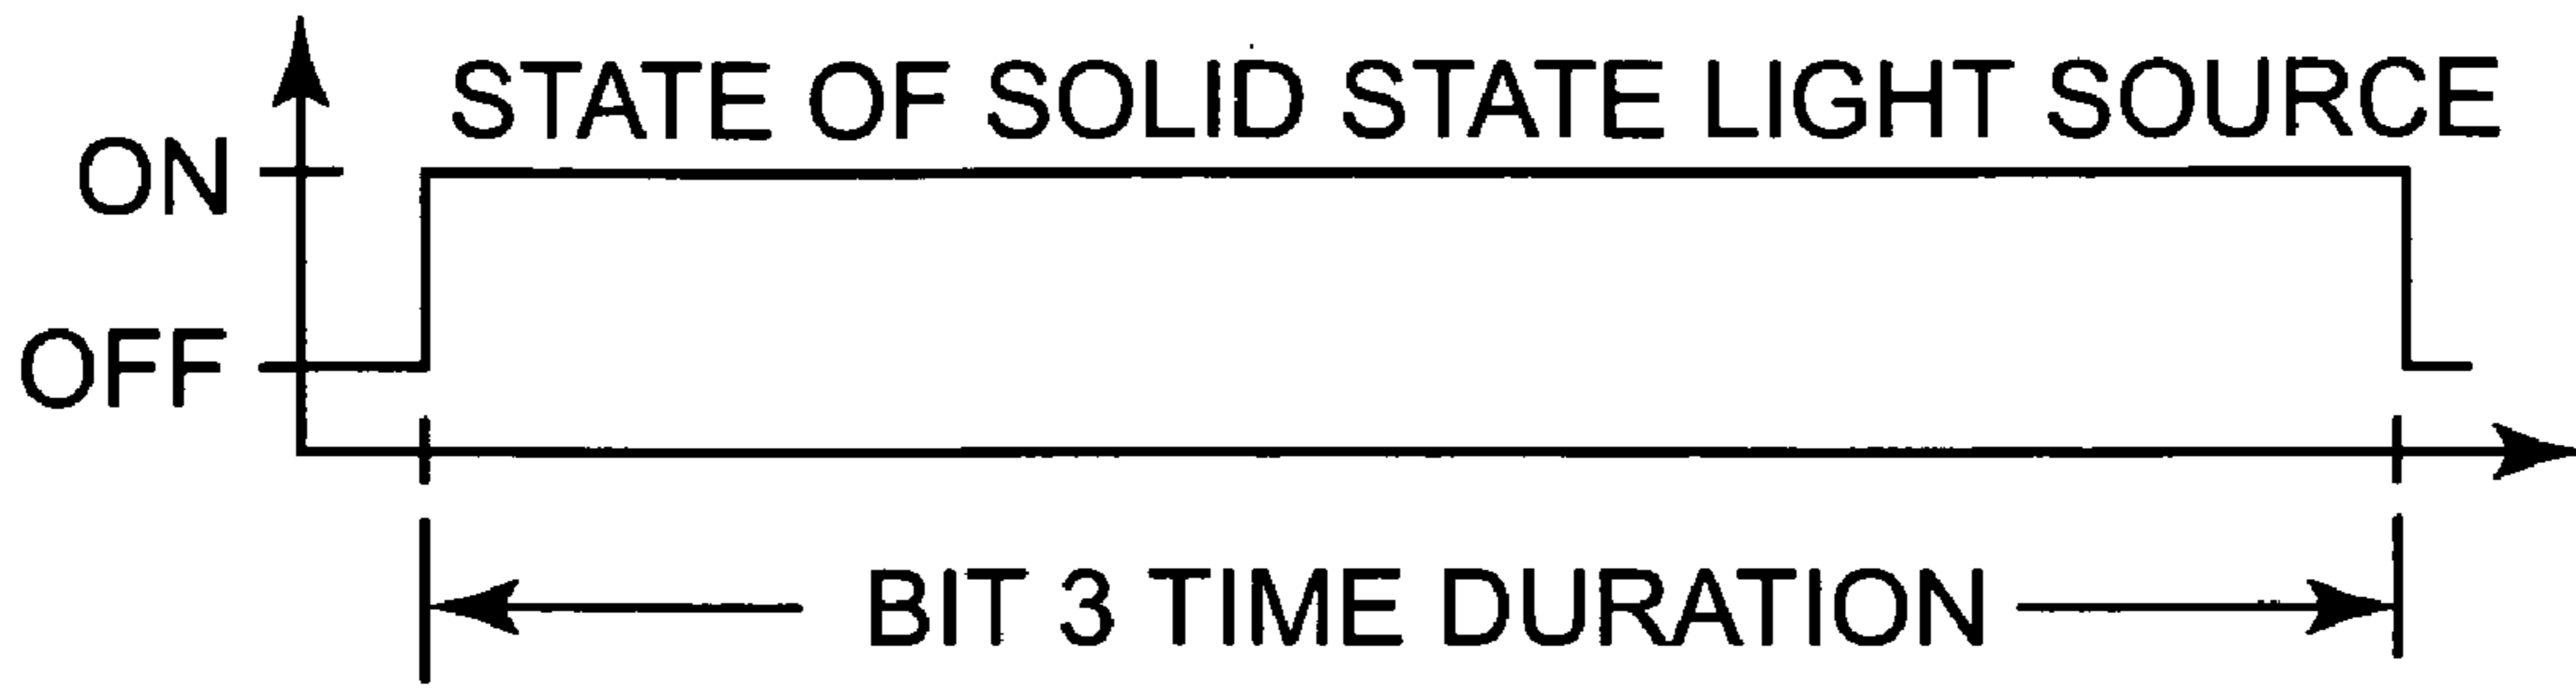 STATE OF SOLID STATE LIGHT SOURCE
ON
OFF
BIT 3 TIME DURATION